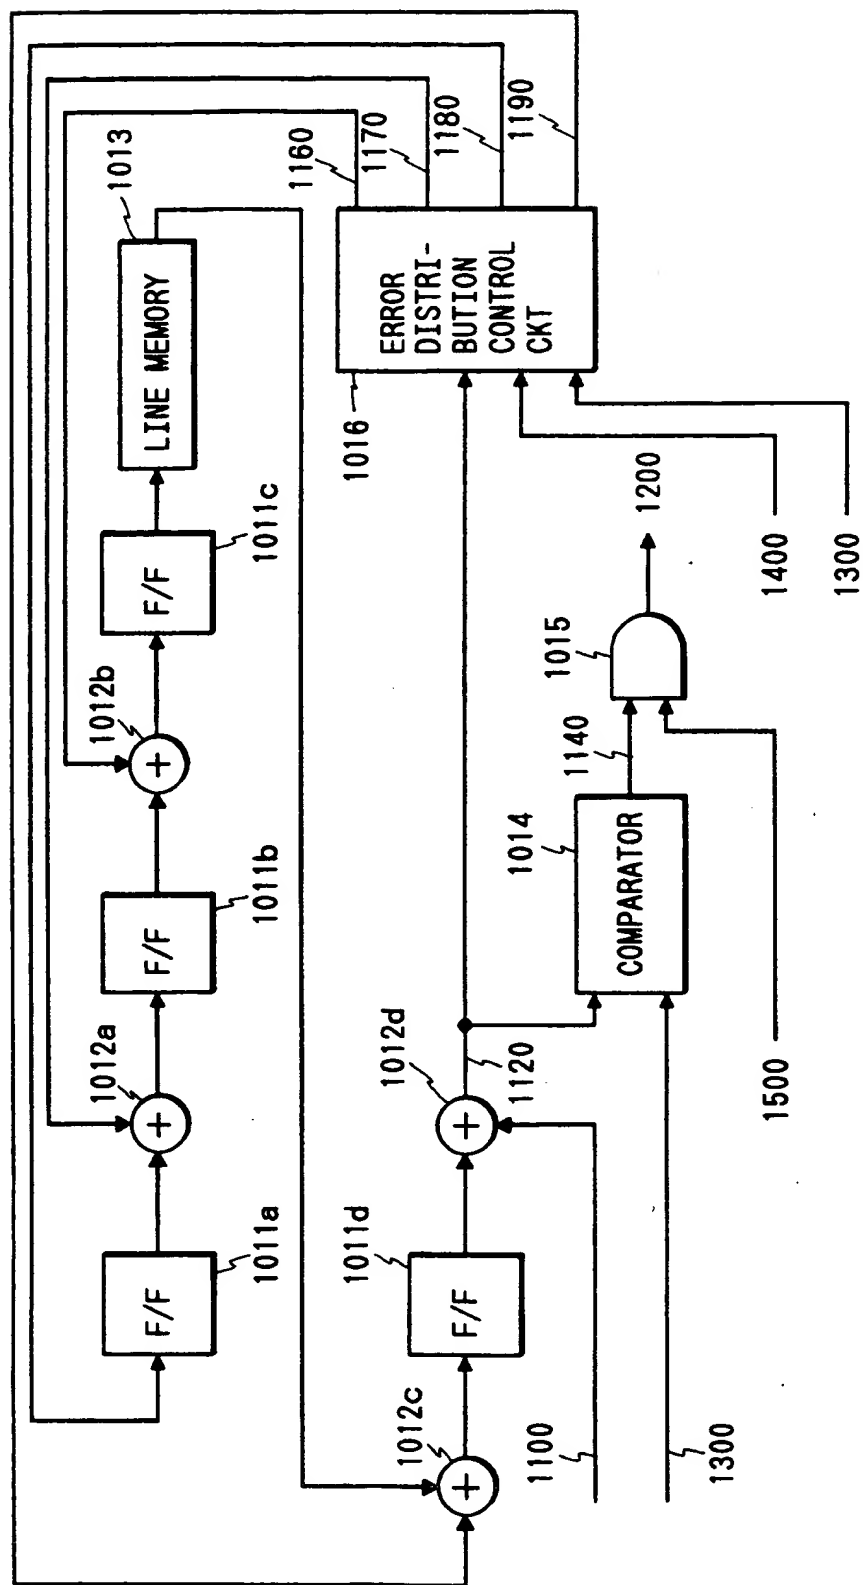 1013
LINE MEMORY
F/F
1011c
1012b
F/F
1011b
1012a
F/F
1011a
1160
1170
1180
1190
ERROR
DISTRI-
BUTION
CONTROL
CKT
1016
1012d
1120
F/F
1011d
1012c
1100
1300
COMPARATOR
1014
1140
1015
1200
1500
1400
1300